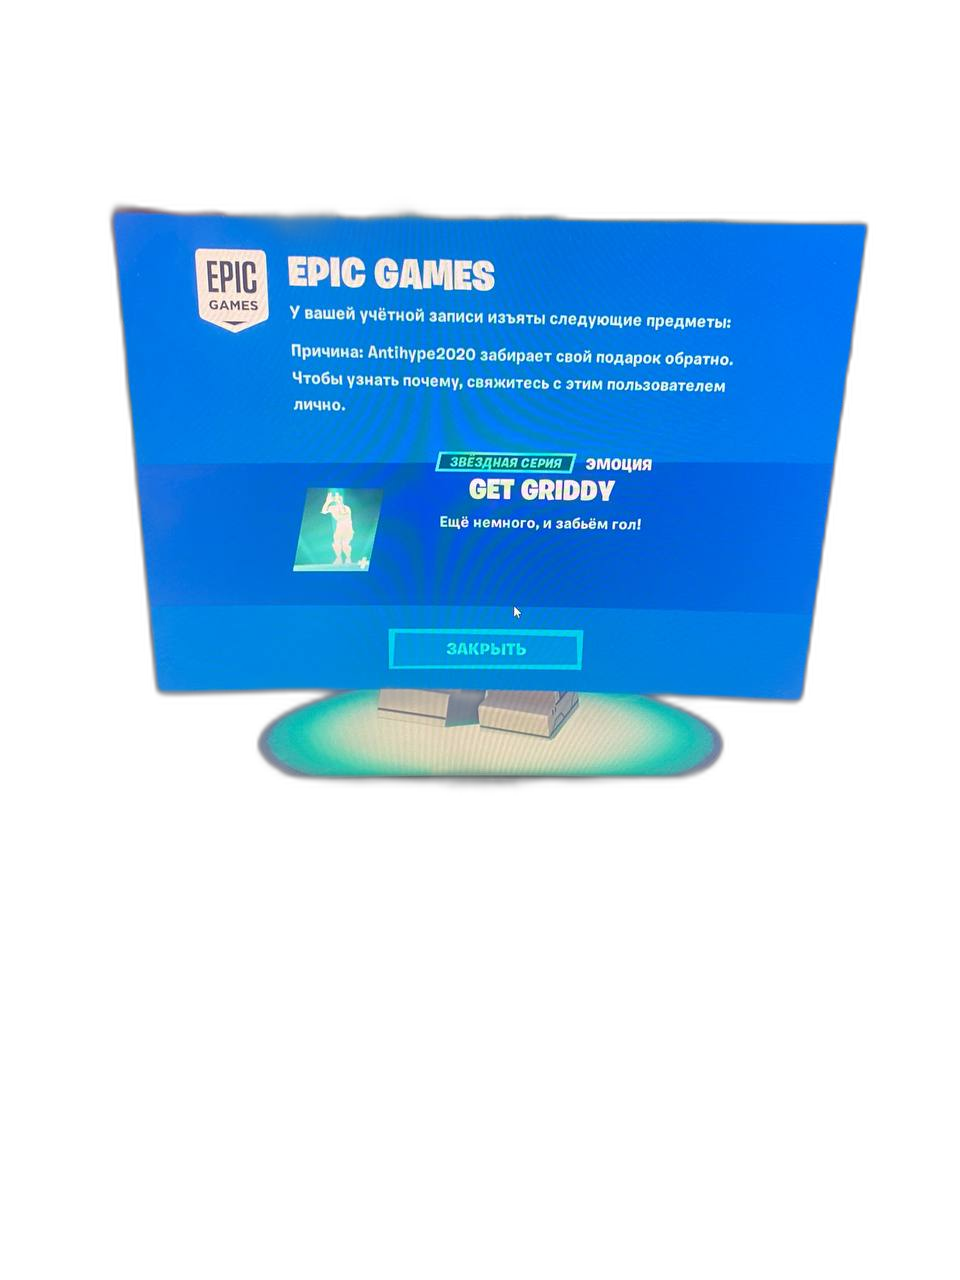 EPIC
GAMES
EPIC GAMES
У вашей учётной записи изъяты следующие предметы:
Причина: Antihype2020 забирает свой подарок обратно.
Чтобы узнать почему, свяжитесь с этим пользователем
лично.
ЗВЁЗДНАЯ СЕРИЯ ЭМОЦИЯ
GET GRIDDY
Ещё немного, и забьём гол!
ЗАКРЫТЬ